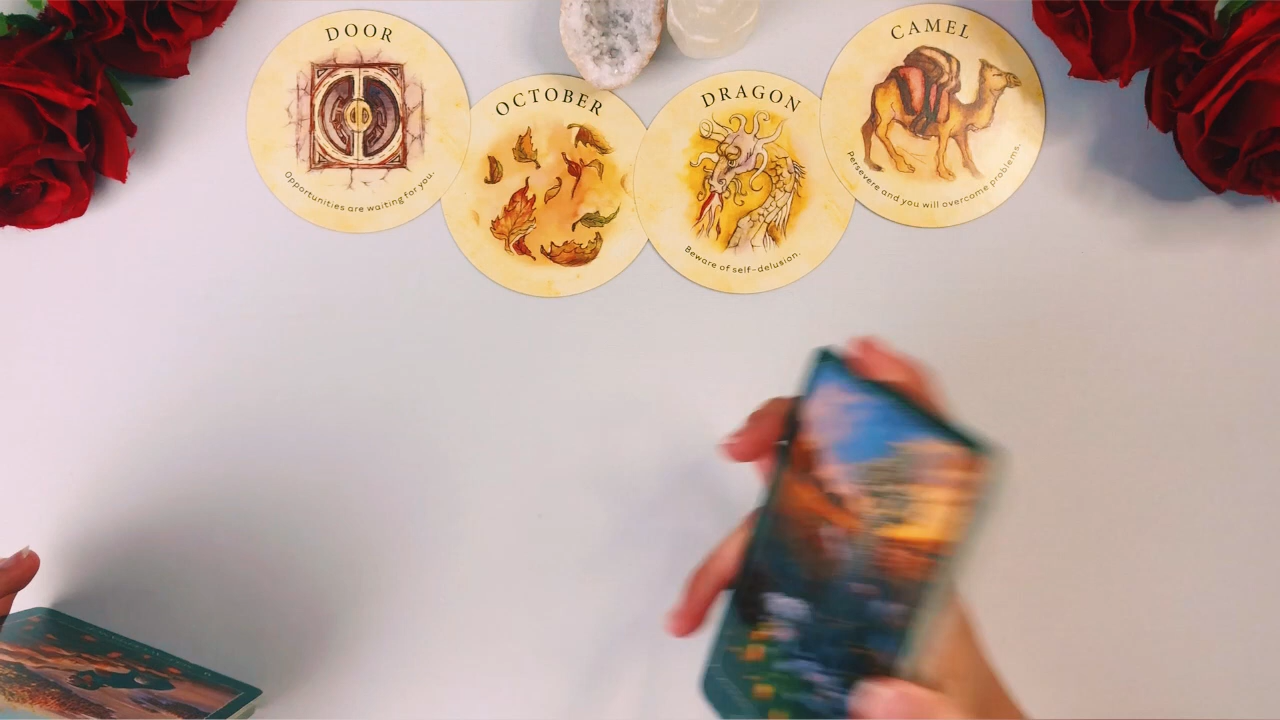 DOOR
Opportunities are waiting for you.
OCTOBER
DRAGON
Beware of self-delusion.
CAMEL
Persevere and you will overcome problems.